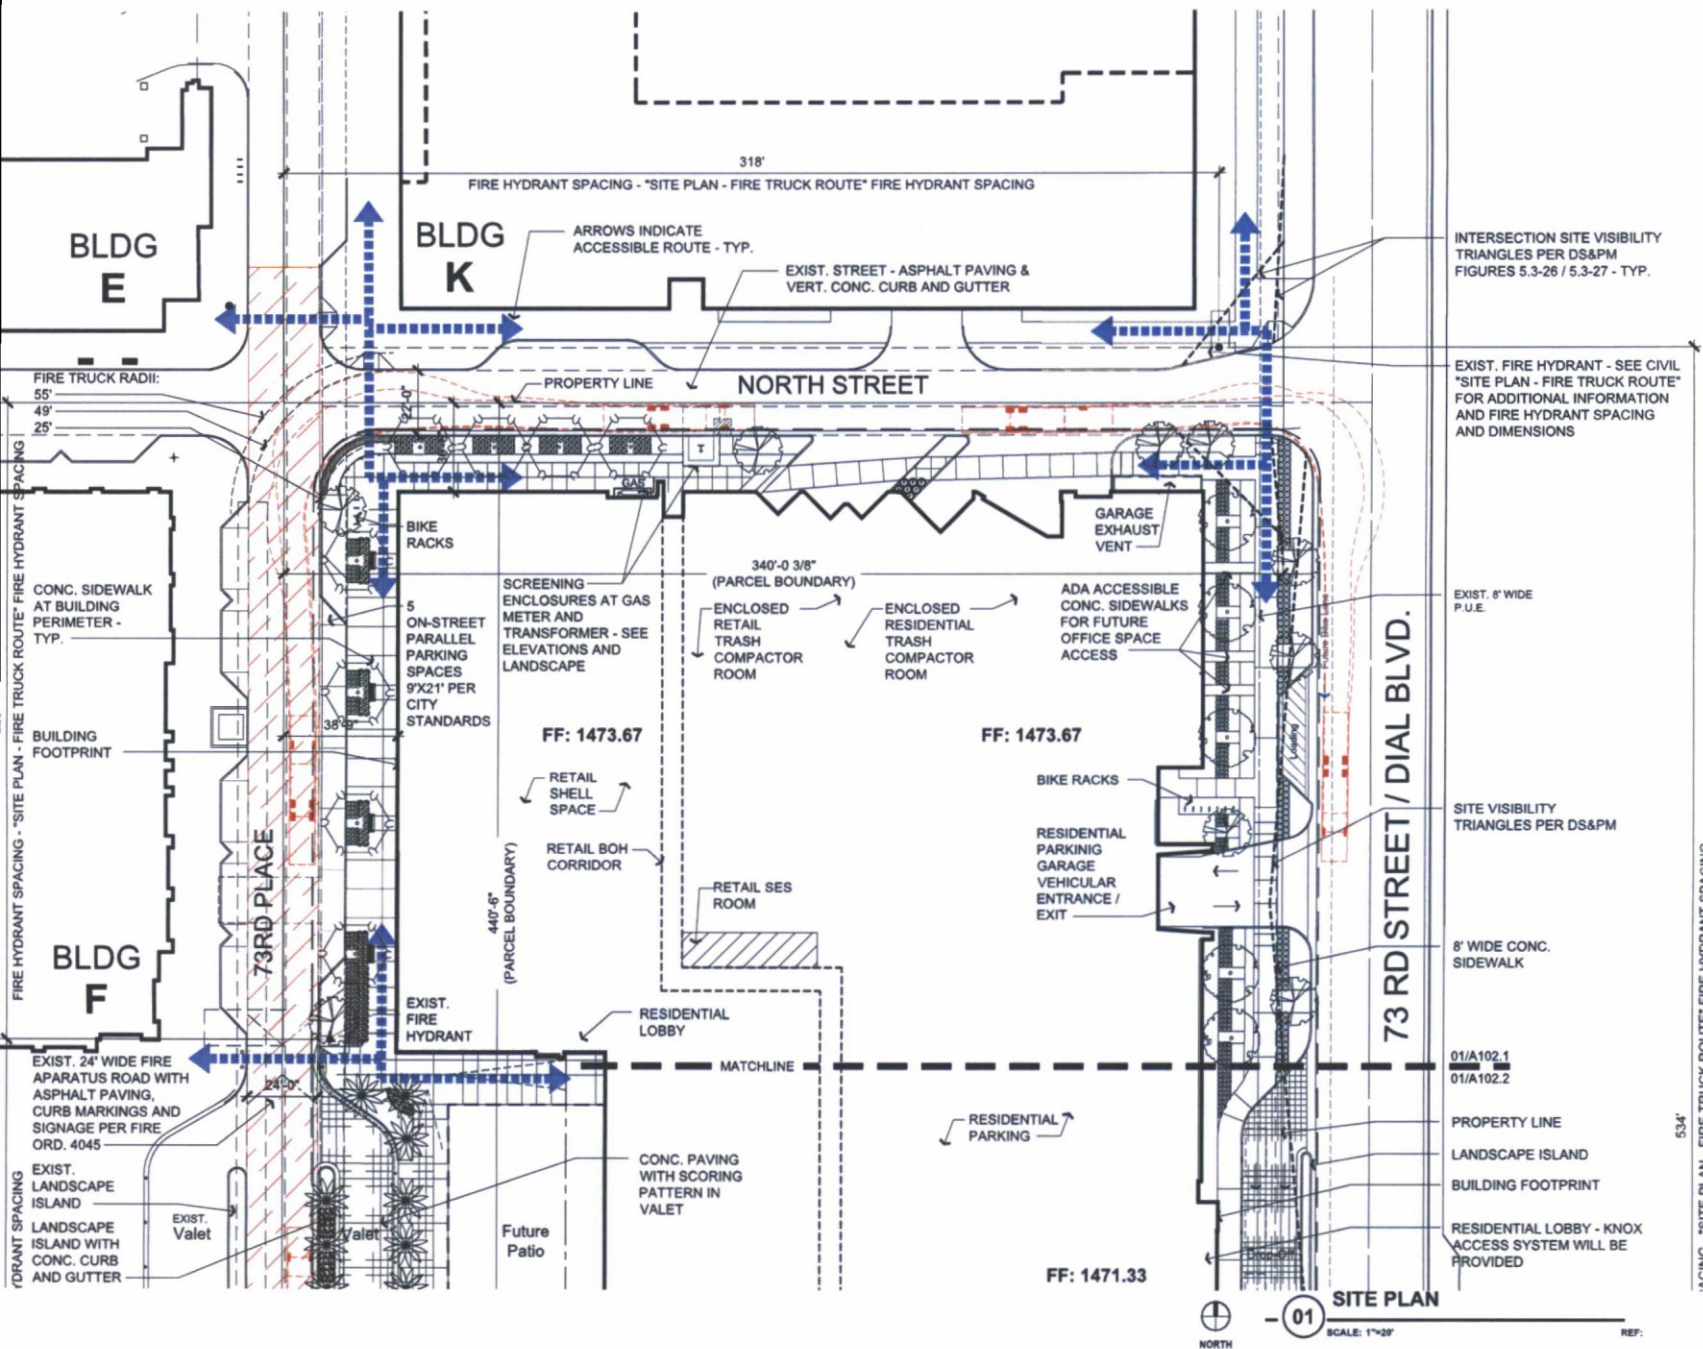 318'
FIRE HYDRANT SPACING - "SITE PLAN - FIRE TRUCK ROUTE" FIRE HYDRANT SPACING
BLDG
E
BLDG
K
ARROWS INDICATE
ACCESSIBLE ROUTE - TYP.
EXIST. STREET - ASPHALT PAVING &
VERT. CONC. CURB AND GUTTER
INTERSECTION SITE VISIBILITY
TRIANGLES PER DS&PM
FIGURES 5.3-26 / 5.3-27 - TYP.
FIRE TRUCK RADII:
55'
49'
25'
PROPERTY LINE
NORTH STREET
22'-0"
EXIST. FIRE HYDRANT - SEE CIVIL
"SITE PLAN - FIRE TRUCK ROUTE"
FOR ADDITIONAL INFORMATION
AND FIRE HYDRANT SPACING
AND DIMENSIONS
T
GAS
BIKE
RACKS
GARAGE
EXHAUST
VENT
340'-0 3/8"
(PARCEL BOUNDARY)
CONC. SIDEWALK
AT BUILDING
PERIMETER -
TYP.
5
ON-STREET
PARALLEL
PARKING
SPACES
9'X21' PER
CITY
STANDARDS
SCREENING
ENCLOSURES AT GAS
METER AND
TRANSFORMER - SEE
ELEVATIONS AND
LANDSCAPE
ENCLOSED
RETAIL
TRASH
COMPACTOR
ROOM
ENCLOSED
RESIDENTIAL
TRASH
COMPACTOR
ROOM
ADA ACCESSIBLE
CONC. SIDEWALKS
FOR FUTURE
OFFICE SPACE
ACCESS
EXIST. 8' WIDE
P.U.E.
FIRE HYDRANT SPACING - "SITE PLAN - FIRE TRUCK ROUTE" FIRE HYDRANT SPACING
BUILDING
FOOTPRINT
38'-9"
FF: 1473.67
FF: 1473.67
Loading
RETAIL
SHELL
SPACE
BIKE RACKS
SITE VISIBILITY
TRIANGLES PER DS&PM
73RD PLACE
440'-6"
(PARCEL BOUNDARY)
RETAIL BOH
CORRIDOR
RESIDENTIAL
PARKINIG
GARAGE
VEHICULAR
ENTRANCE /
EXIT
73 RD STREET / DIAL BLVD.
RETAIL SES
ROOM
BLDG
F
8' WIDE CONC.
SIDEWALK
EXIST.
FIRE
HYDRANT
RESIDENTIAL
LOBBY
MATCHLINE
01/A102.1
01/A102.2
EXIST. 24' WIDE FIRE
APARATUS ROAD WITH
ASPHALT PAVING,
CURB MARKINGS AND
SIGNAGE PER FIRE
ORD. 4045
24'-0"
RESIDENTIAL
PARKING
PROPERTY LINE
534'
LANDSCAPE ISLAND
CONC. PAVING
WITH SCORING
PATTERN IN
VALET
EXIST.
LANDSCAPE
ISLAND
BUILDING FOOTPRINT
EXIST.
Valet
Valet
Future
Patio
LANDSCAPE
ISLAND WITH
CONC. CURB
AND GUTTER
RESIDENTIAL LOBBY - KNOX
ACCESS SYSTEM WILL BE
PROVIDED
Drop-Off
FF: 1471.33
NORTH
01
SITE PLAN
SCALE: 1"=20'
REF: